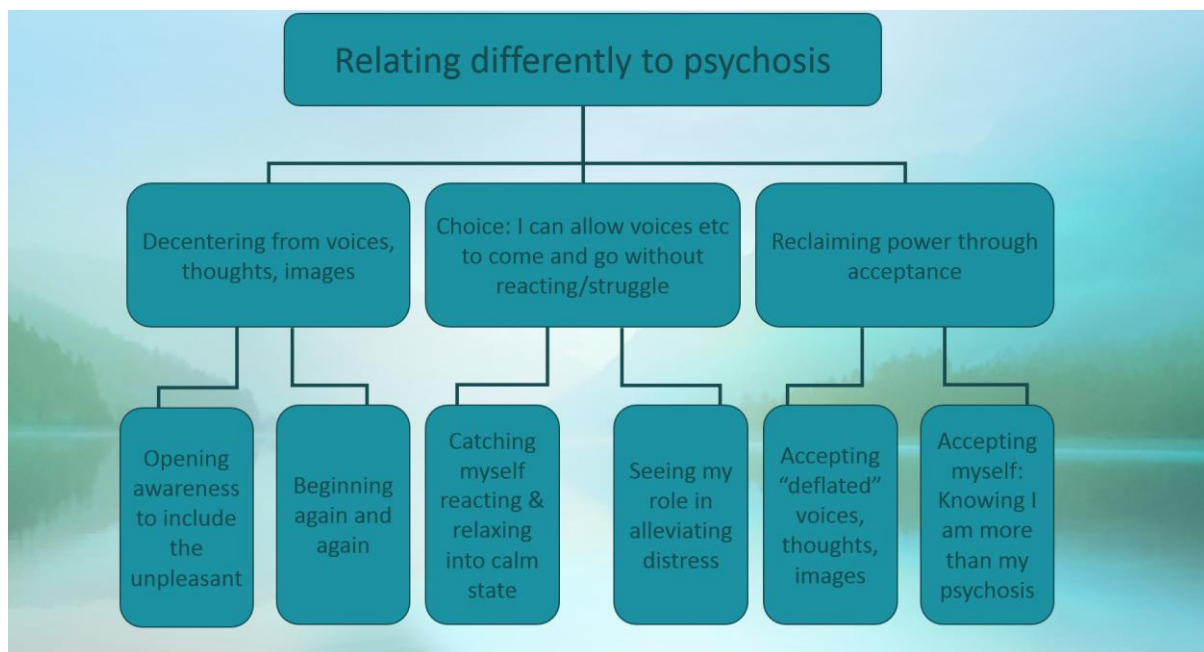 Relating differently to psychosis
Decentering from voices,
thoughts, images
Choice: I can allow voices etc
to come and go without
reacting/struggle
Reclaiming power through
acceptance
Opening
awareness
to include
the
unpleasant
Beginning
again and
again
Catching
myself
reacting &
relaxing
into calm
state
Seeing my
role in
alleviating
distress
Accepting
“deflated”
voices,
thoughts,
images
Accepting
myself:
Knowing I
am more
than my
psychosis